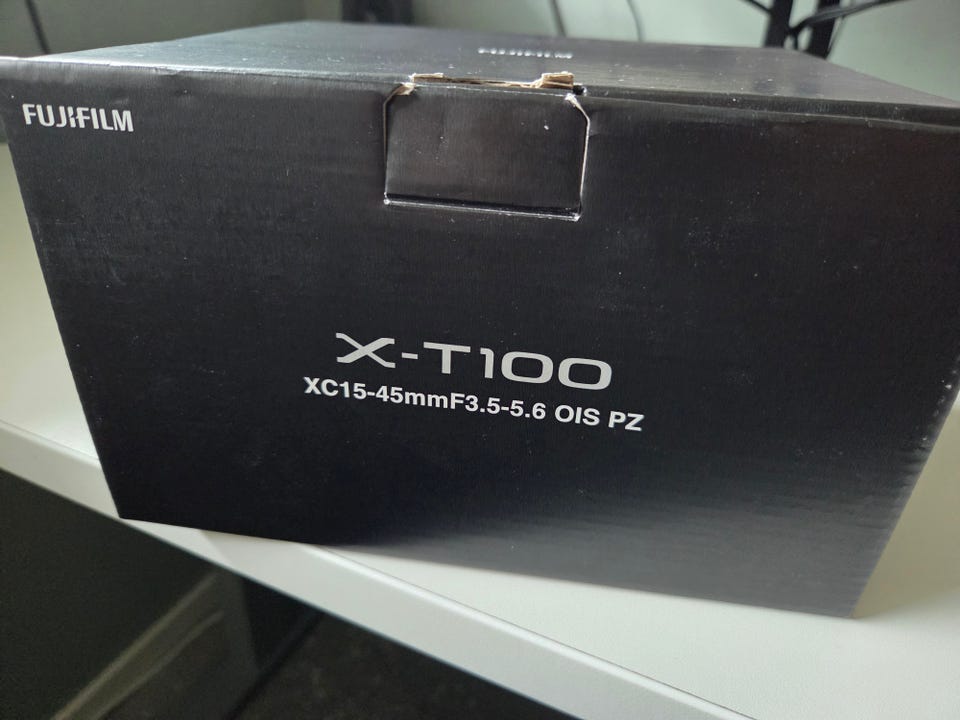 FUJIFILM
FUJIFILM
X-T100
XC15-45mmF3.5-5.6 OIS PZ